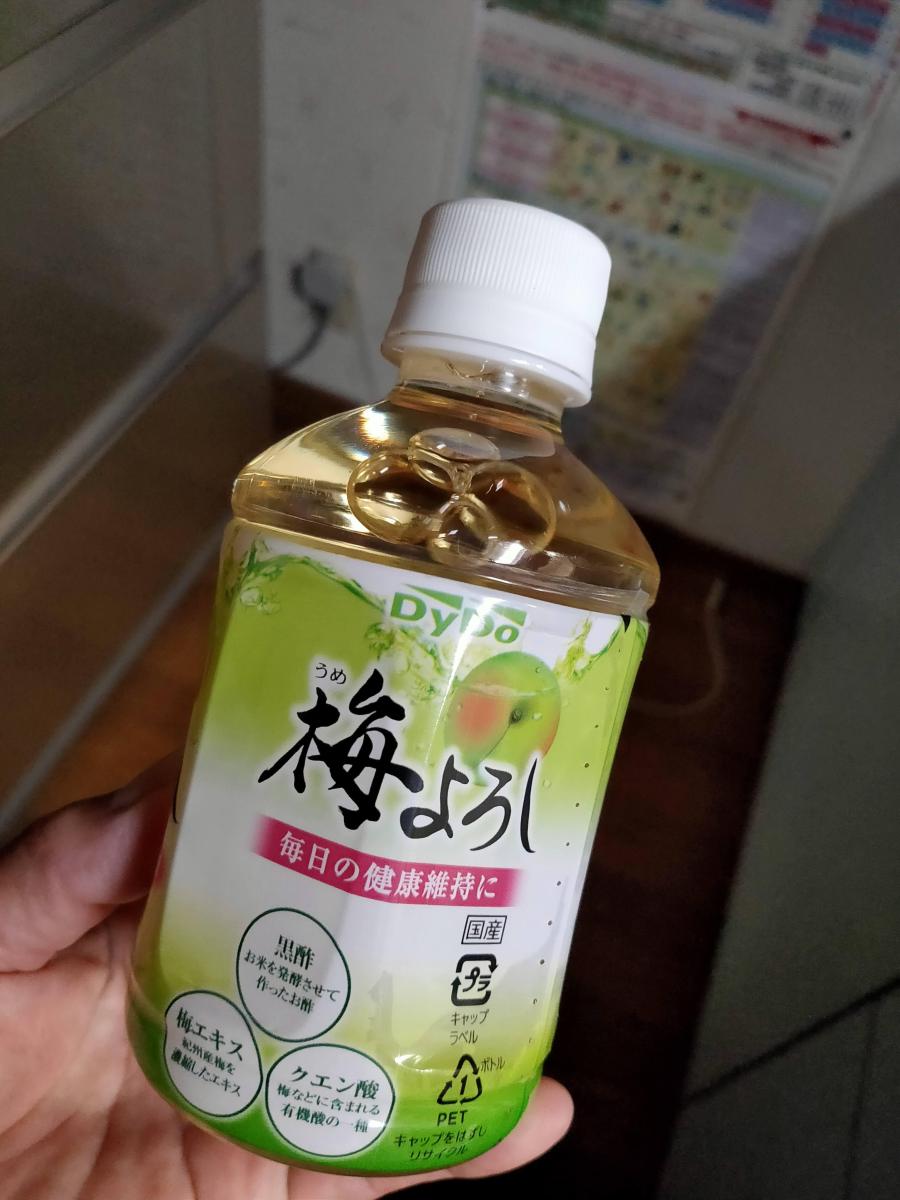 DyDo
うめ
梅よろし
毎日の健康維持に
国産
プラ
キャップ
ラベル
黒酢
お米を発酵させて
作ったお酢
梅エキス
紀州産梅を
濃縮したエキス
クエン酸
梅などに含まれる
有機酸の一種
ボトル
1
PET
キャップをはずし
リサイクル